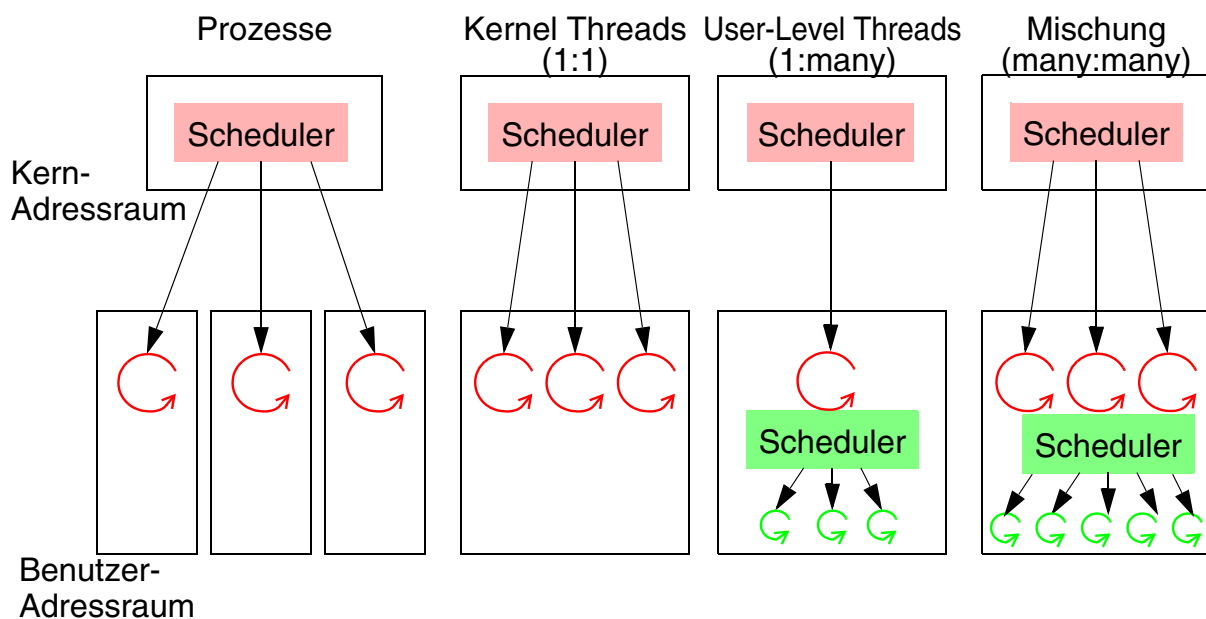 Prozesse
Kernel Threads
(1:1)
User-Level Threads
(1:many)
Mischung
(many:many)
Scheduler
Scheduler
Scheduler
Scheduler
Kern-
Adressraum
Scheduler
Scheduler
Benutzer-
Adressraum